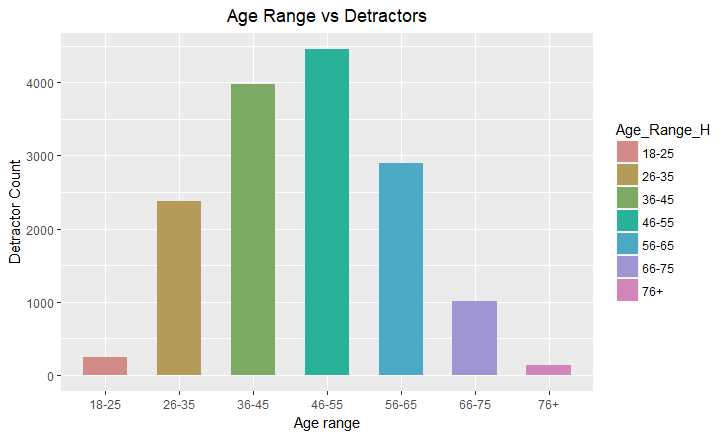 Age Range vs Detractors
Detractor Count
4000
3000
2000
1000
0
18-25 26-35 36-45 46-55 56-65 66-75 76+
Age range
Age_Range_H
18-25
26-35
36-45
46-55
56-65
66-75
76+